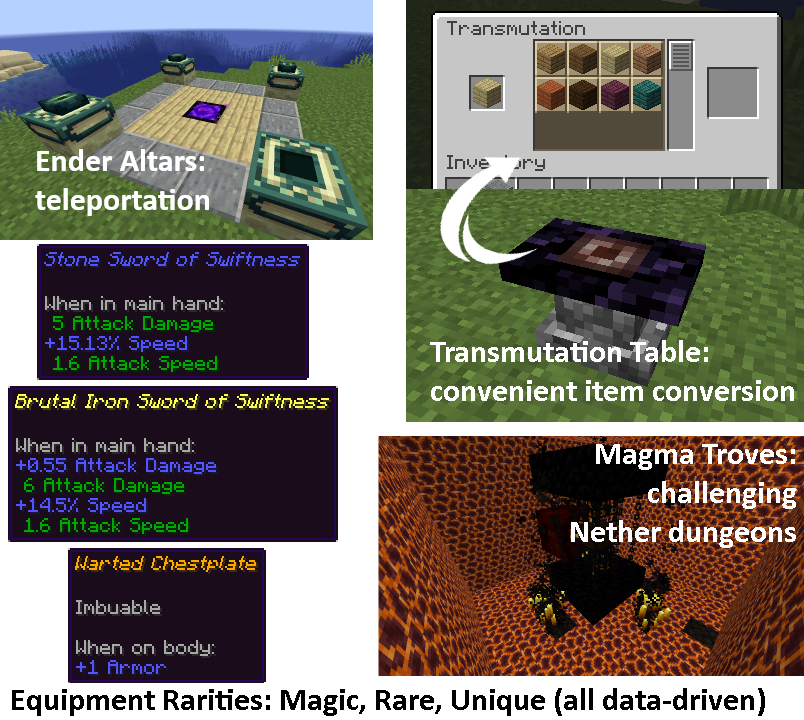 Ender Altars:
teleportation
Transmutation
Inventory
Transmutation Table:
convenient item conversion
Stone Sword of Swiftness
When in main hand:
5 Attack Damage
+15.13% Speed
1.6 Attack Speed
Brutal Iron Sword of Swiftness
When in main hand:
+0.55 Attack Damage
6 Attack Damage
+14.5% Speed
1.6 Attack Speed
Warted Chestplate
Imbuable
When on body:
+1 Armor
Magma Troves:
challenging
Nether dungeons
Equipment Rarities: Magic, Rare, Unique (all data-driven)